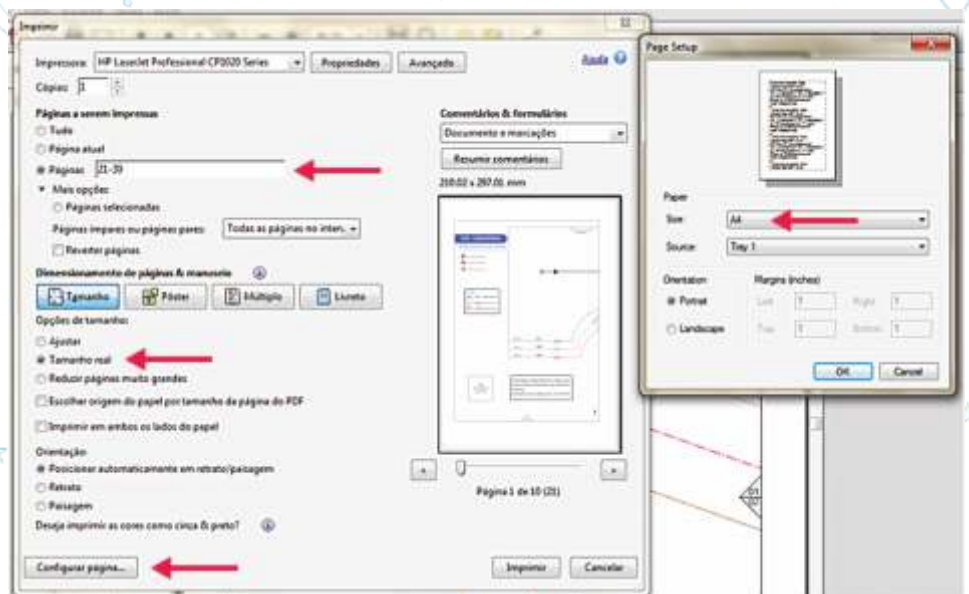 Imprimir
Impressora: HP LaserJet Professional CP1020 Series Propriedades Avançado Ajuda
Cópias: 1
Páginas a serem impressas
Tudo
Página atual
Páginas
Mais opções
Páginas selecionadas
Páginas ímpares ou páginas pares: Todas as páginas no interv.
Reverter páginas
Dimensionamento de páginas & manuseio
Tamanho Pôster Múltiplo Livreto
Opções de tamanho:
Ajustar
Tamanho real
Reduzir páginas muito grandes
Escolher origem do papel por tamanho da página do PDF
Imprimir em ambos os lados do papel
Orientação:
Posicionar automaticamente em retrato/paisagem
Retrato
Paisagem
Deseja imprimir as cores como cinza & preto?
Configurar página...
Comentários & formulários
Documento e marcações
Resumir comentários
210.02 x 297.01 mm
Página 1 de 10 (21)
Imprimir Cancelar
Page Setup
Paper
Size: A4
Source: Tray 1
Orientation
Portrait
Landscape
Margins (inches)
Left: 1 Right: 1
Top: 1 Bottom: 1
OK Cancel